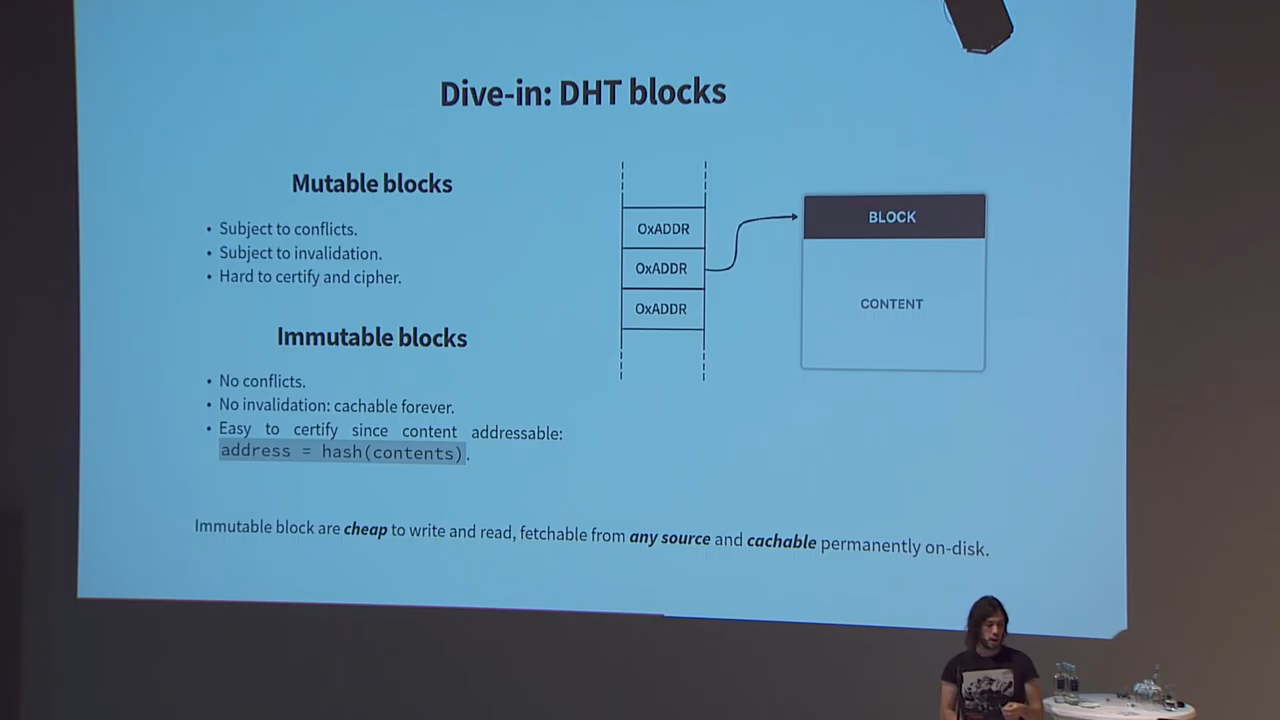 Dive-in: DHT blocks
Mutable blocks
• Subject to conflicts.
• Subject to invalidation.
• Hard to certify and cipher.
Immutable blocks
• No conflicts.
• No invalidation: cachable forever.
• Easy to certify since content addressable:
address = hash(contents).
OxADDR
OxADDR
OxADDR
BLOCK
CONTENT
Immutable block are cheap to write and read, fetchable from any source and cachable permanently on-disk.